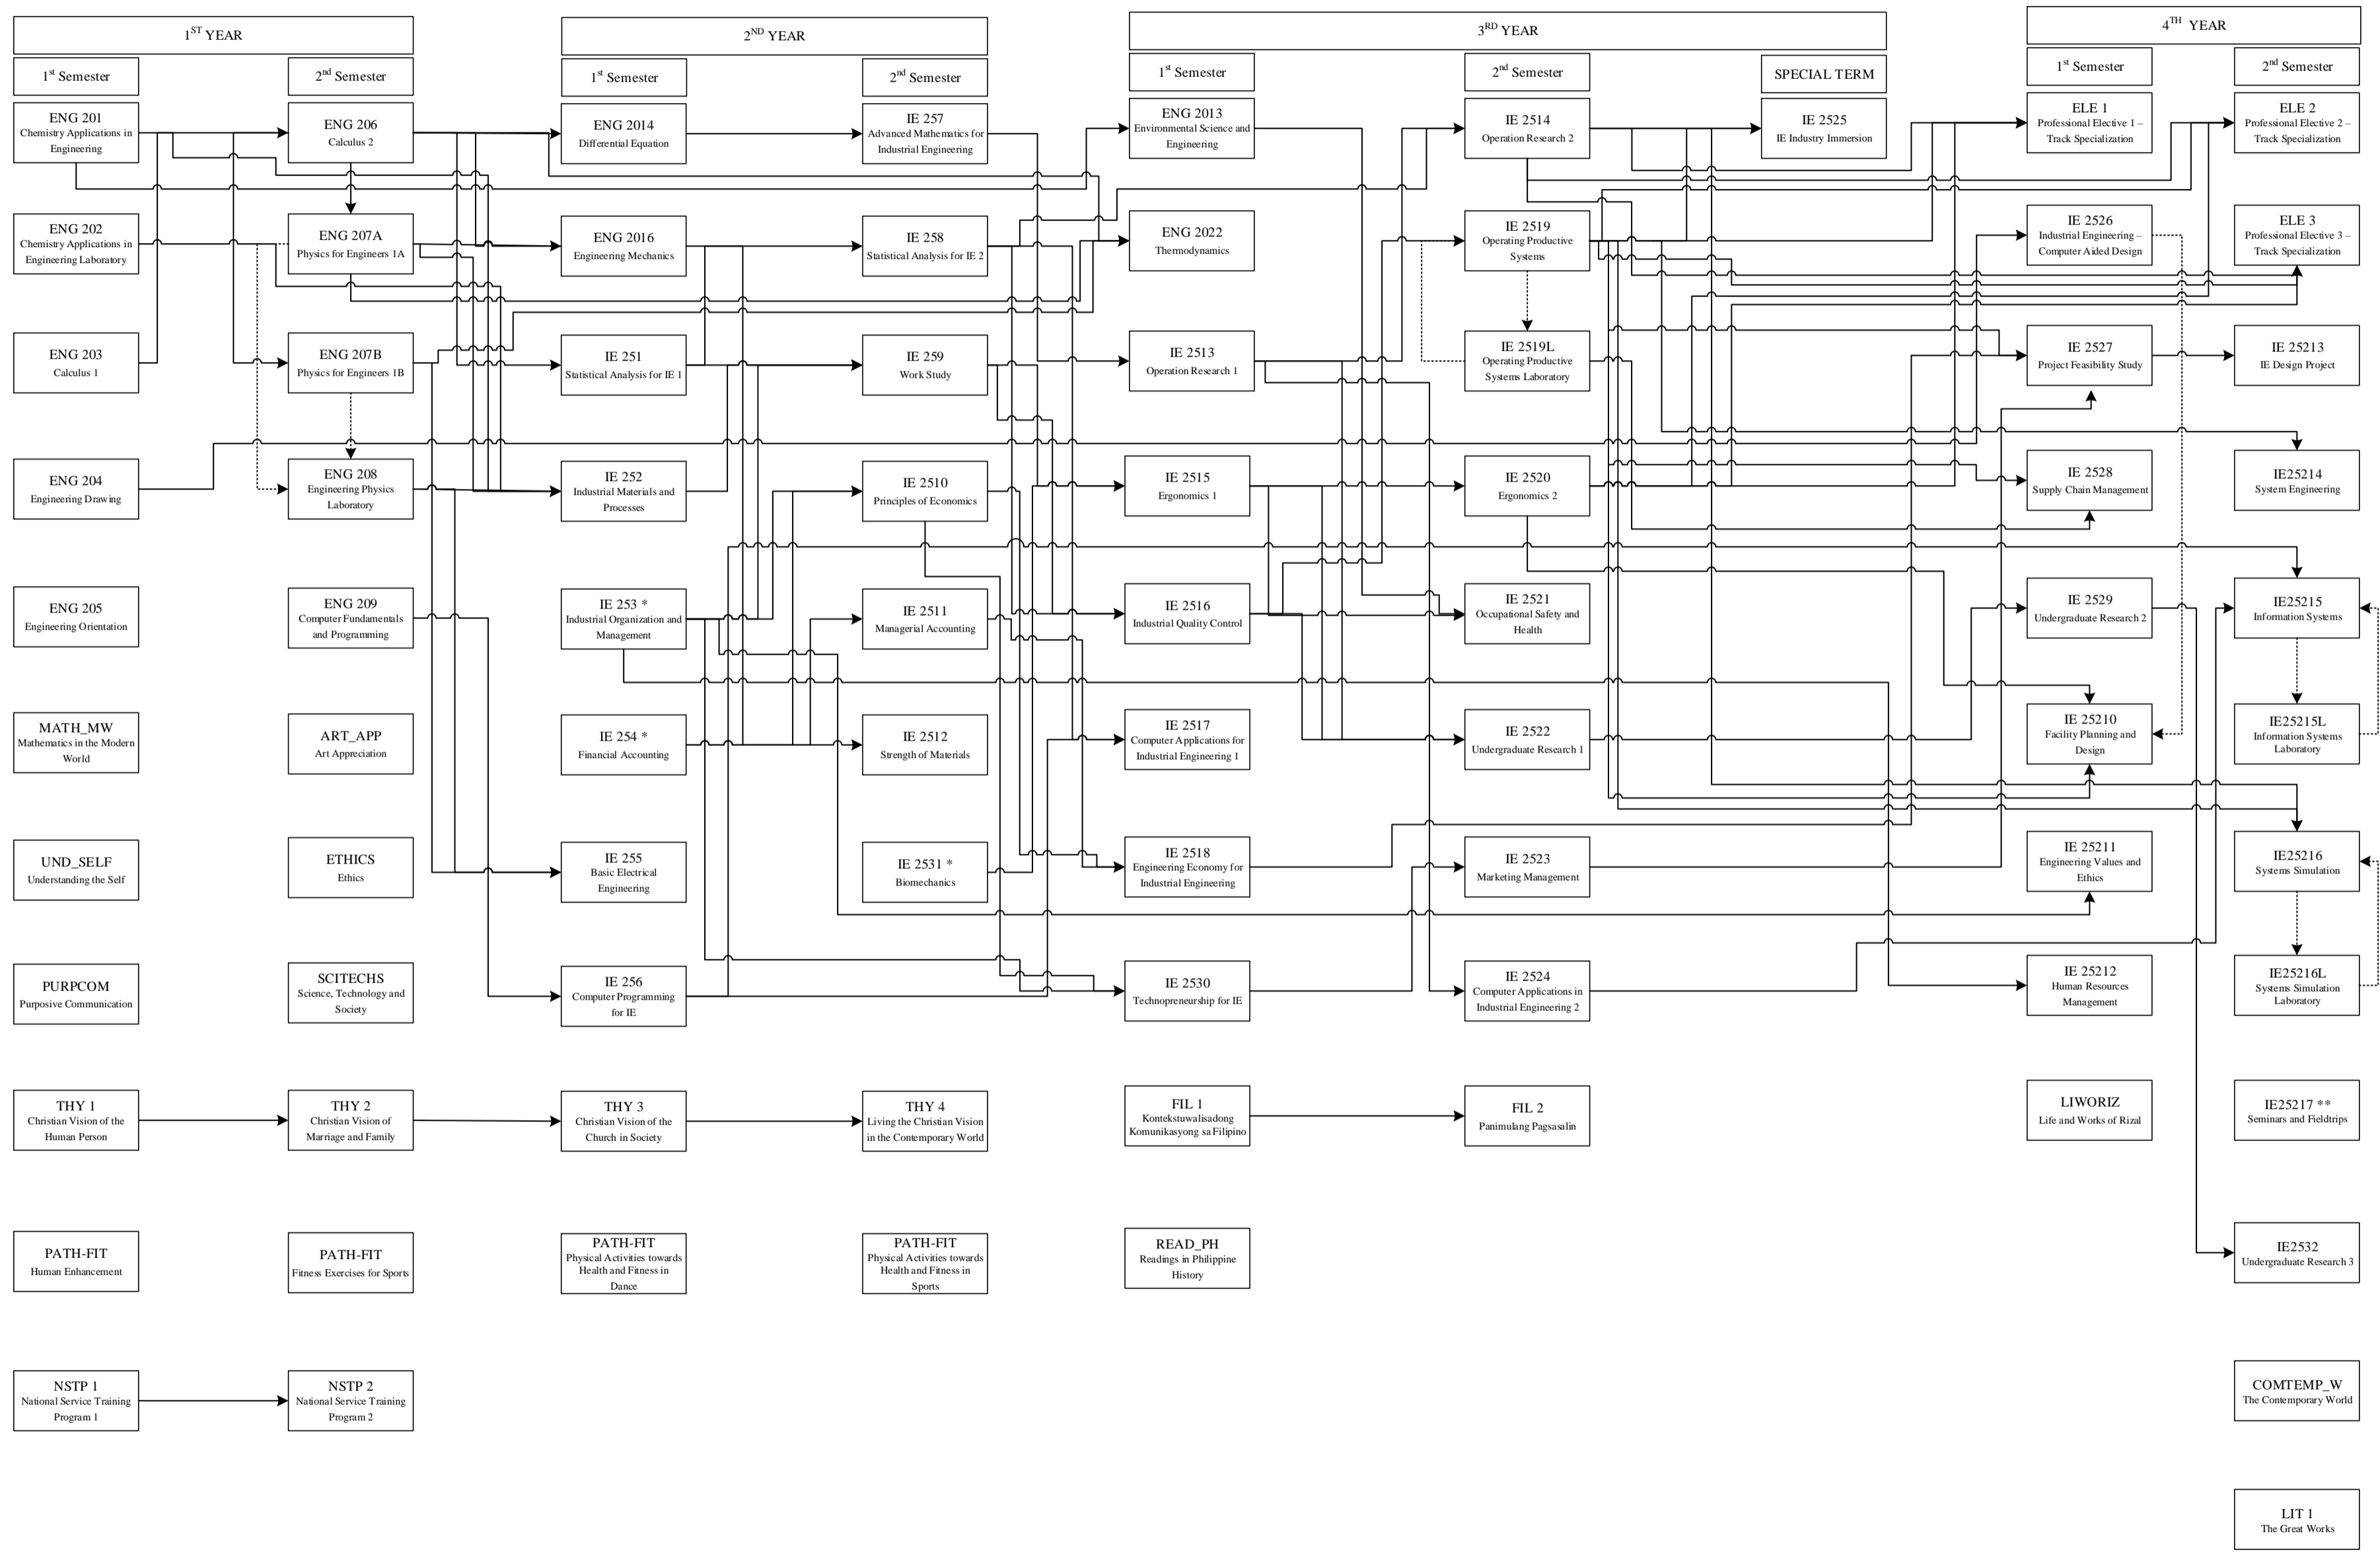 1ST YEAR
2ND YEAR
3RD YEAR
4TH YEAR
1st Semester
2nd Semester
1st Semester
2nd Semester
1st Semester
2nd Semester
SPECIAL TERM
1st Semester
2nd Semester
ENG 201
Chemistry Applications in
Engineering
ENG 202
Chemistry Applications in
Engineering Laboratory
ENG 203
Calculus 1
ENG 204
Engineering Drawing
ENG 205
Engineering Orientation
MATH_MW
Mathematics in the Modern
World
UND_SELF
Understanding the Self
PURPCOM
Purposive Communication
THY 1
Christian Vision of the
Human Person
PATH-FIT
Human Enhancement
NSTP 1
National Service Training
Program 1
ENG 206
Calculus 2
ENG 207A
Physics for Engineers 1A
ENG 207B
Physics for Engineers 1B
ENG 208
Engineering Physics
Laboratory
ENG 209
Computer Fundamentals
and Programming
ART_APP
Art Appreciation
ETHICS
Ethics
SCITECHS
Science, Technology and
Society
THY 2
Christian Vision of
Marriage and Family
PATH-FIT
Fitness Exercises for Sports
NSTP 2
National Service Training
Program 2
ENG 2014
Differential Equation
ENG 2016
Engineering Mechanics
IE 251
Statistical Analysis for IE 1
IE 252
Industrial Materials and
Processes
IE 253 *
Industrial Organization and
Management
IE 254 *
Financial Accounting
IE 255
Basic Electrical
Engineering
IE 256
Computer Programming
for IE
THY 3
Christian Vision of the
Church in Society
PATH-FIT
Physical Activities towards
Health and Fitness in
Dance
IE 257
Advanced Mathematics for
Industrial Engineering
IE 258
Statistical Analysis for IE 2
IE 259
Work Study
IE 2510
Principles of Economics
IE 2511
Managerial Accounting
IE 2512
Strength of Materials
IE 2531 *
Biomechanics
THY 4
Living the Christian Vision
in the Contemporary World
PATH-FIT
Physical Activities towards
Health and Fitness in
Sports
ENG 2013
Environmental Science and
Engineering
ENG 2022
Thermodynamics
IE 2513
Operation Research 1
IE 2515
Ergonomics 1
IE 2516
Industrial Quality Control
IE 2517
Computer Applications for
Industrial Engineering 1
IE 2518
Engineering Economy for
Industrial Engineering
IE 2530
Technopreneurship for IE
FIL 1
Kontekstuwalisadong
Komunikasyong sa Filipino
READ_PH
Readings in Philippine
History
IE 2514
Operation Research 2
IE 2519
Operating Productive
Systems
IE 2519L
Operating Productive
Systems Laboratory
IE 2520
Ergonomics 2
IE 2521
Occupational Safety and
Health
IE 2522
Undergraduate Research 1
IE 2523
Marketing Management
IE 2524
Computer Applications in
Industrial Engineering 2
FIL 2
Panimulang Pagsasalin
IE 2525
IE Industry Immersion
ELE 1
Professional Elective 1 –
Track Specialization
IE 2526
Industrial Engineering –
Computer Aided Design
IE 2527
Project Feasibility Study
IE 2528
Supply Chain Management
IE 2529
Undergraduate Research 2
IE 25210
Facility Planning and
Design
IE 25211
Engineering Values and
Ethics
IE 25212
Human Resources
Management
LIWORIZ
Life and Works of Rizal
ELE 2
Professional Elective 2 –
Track Specialization
ELE 3
Professional Elective 3 –
Track Specialization
IE 25213
IE Design Project
IE25214
System Engineering
IE25215
Information Systems
IE25215L
Information Systems
Laboratory
IE25216
Systems Simulation
IE25216L
Systems Simulation
Laboratory
IE25217 **
Seminars and Fieldtrips
IE2532
Undergraduate Research 3
COMTEMP_W
The Contemporary World
LIT 1
The Great Works